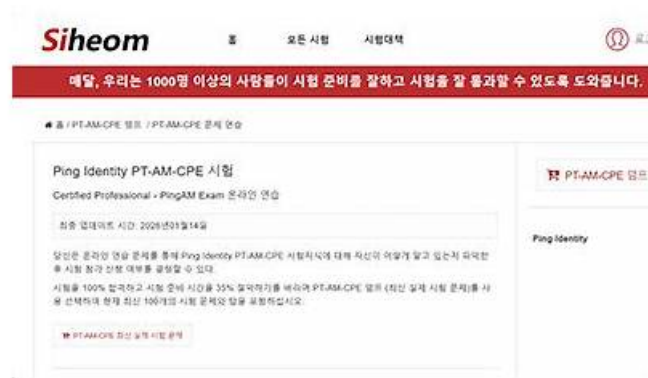 Siheom
홈 모든 시험 시험대책
매달, 우리는 1000명 이상의 사람들이 시험 준비를 잘하고 시험을 잘 통과할 수 있도록 도와줍니다.
홈 / PT-AM-CPE 덤프 / PT-AM-CPE 문제 연습
Ping Identity PT-AM-CPE 시험
Certified Professional - PingAM Exam 온라인 연습
최종 업데이트 시간: 2026년01월14일
당신은 온라인 연습 문제를 통해 Ping Identity PT-AM-CPE 시험지식에 대해 자신이 어떻게 알고 있는지 파악한
후 시험 참가 신청 여부를 결정할 수 있다.
시험을 100% 합격하고 시험 준비 시간을 35% 절약하기를 바라며 PT-AM-CPE 덤프 (최신 실제 시험 문제)를 사
용 선택하여 현재 최신 100개의 시험 문제와 답을 포함하십시오.
PT-AM-CPE 최신 실제 시험 문제
PT-AM-CPE 덤프
Ping Identity